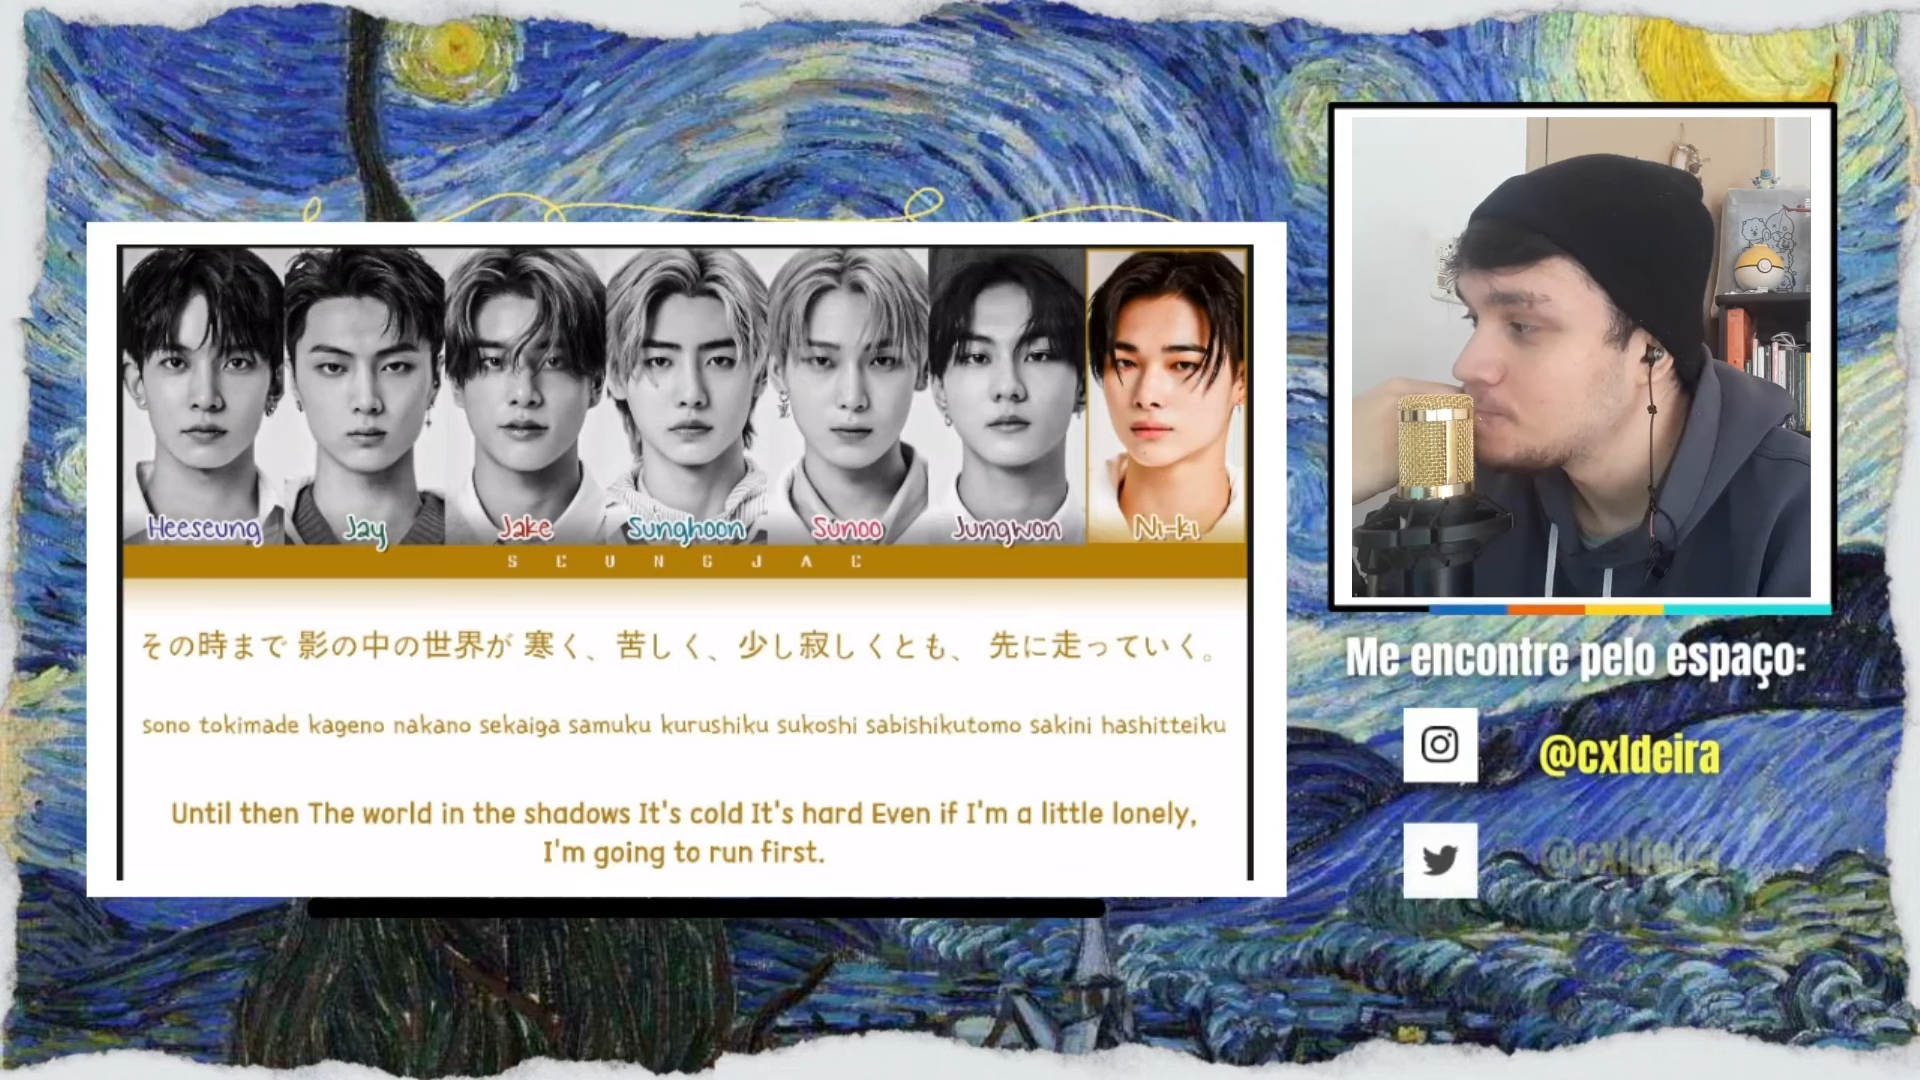 Heeseung
Jay
Jake
Sunghoon
Sunoo
Jungwon
Ni-ki
SEUNGJAE
その時まで 影の中の世界が 寒く、苦しく、少し寂しくとも、 先に走っていく。
sono tokimade kageno nakano sekaiga samuku kurushiku sukoshi sabishikutomo sakini hashitteiku
Until then The world in the shadows It's cold It's hard Even if I'm a little lonely,
I'm going to run first.
Me encontre pelo espaço:
@cxldeira
@cxldeira